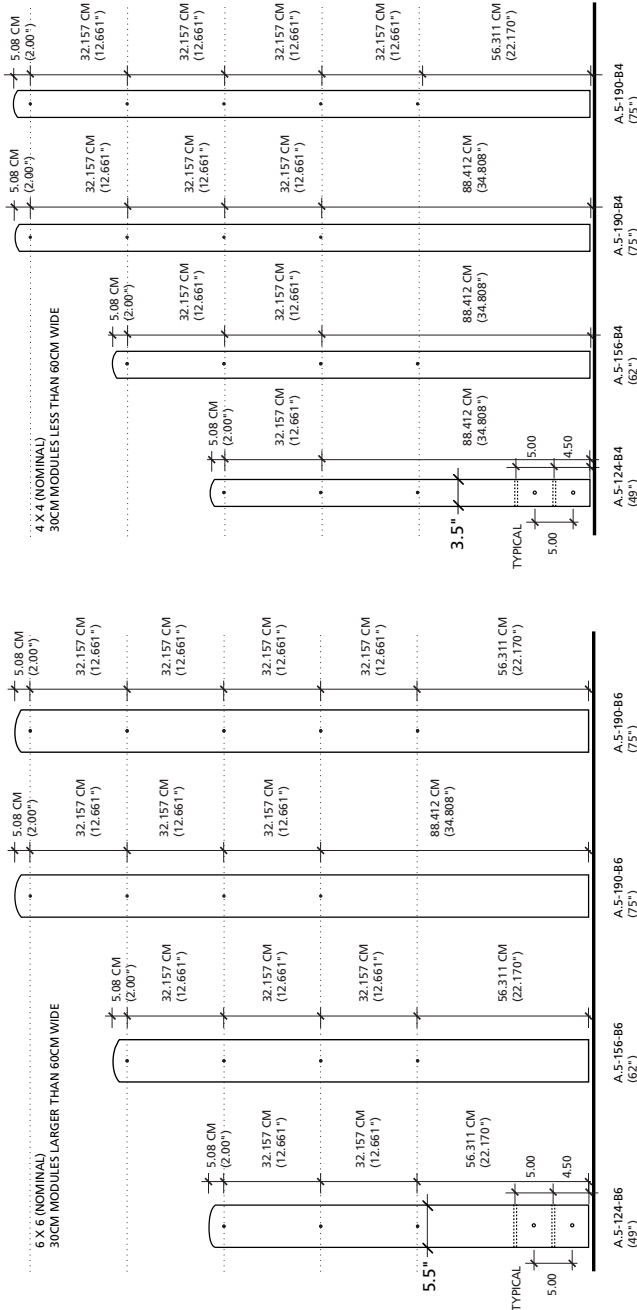 6 X 6 (NOMINAL)
30CM MODULES LARGER THAN 60CM WIDE
5.08 CM
(2.00")
32.157 CM
(12.661")
32.157 CM
(12.661")
56.311 CM
(22.170")
5.5"
5.00
4.50
TYPICAL
5.00
A.5-124-B6
(49")
5.08 CM
(2.00")
32.157 CM
(12.661")
32.157 CM
(12.661")
32.157 CM
(12.661")
56.311 CM
(22.170")
A.5-156-B6
(62")
5.08 CM
(2.00")
32.157 CM
(12.661")
32.157 CM
(12.661")
32.157 CM
(12.661")
88.412 CM
(34.808")
A.5-190-B6
(75")
5.08 CM
(2.00")
32.157 CM
(12.661")
32.157 CM
(12.661")
32.157 CM
(12.661")
32.157 CM
(12.661")
56.311 CM
(22.170")
A.5-190-B6
(75")
4 X 4 (NOMINAL)
30CM MODULES LESS THAN 60CM WIDE
5.08 CM
(2.00")
32.157 CM
(12.661")
88.412 CM
(34.808")
3.5"
5.00
4.50
TYPICAL
5.00
A.5-124-B4
(49")
5.08 CM
(2.00")
32.157 CM
(12.661")
32.157 CM
(12.661")
88.412 CM
(34.808")
A.5-156-B4
(62")
5.08 CM
(2.00")
32.157 CM
(12.661")
32.157 CM
(12.661")
32.157 CM
(12.661")
88.412 CM
(34.808")
A.5-190-B4
(75")
5.08 CM
(2.00")
32.157 CM
(12.661")
32.157 CM
(12.661")
32.157 CM
(12.661")
32.157 CM
(12.661")
56.311 CM
(22.170")
A.5-190-B4
(75")